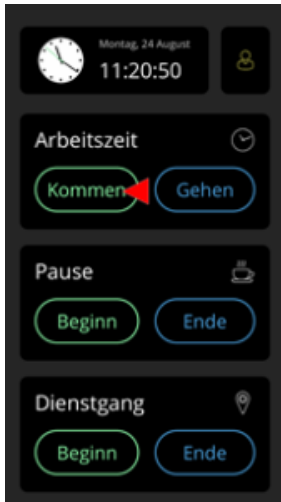 Montag, 24 August
11:20:50
Arbeitszeit
Kommen Gehen
Pause
Beginn Ende
Dienstgang
Beginn Ende